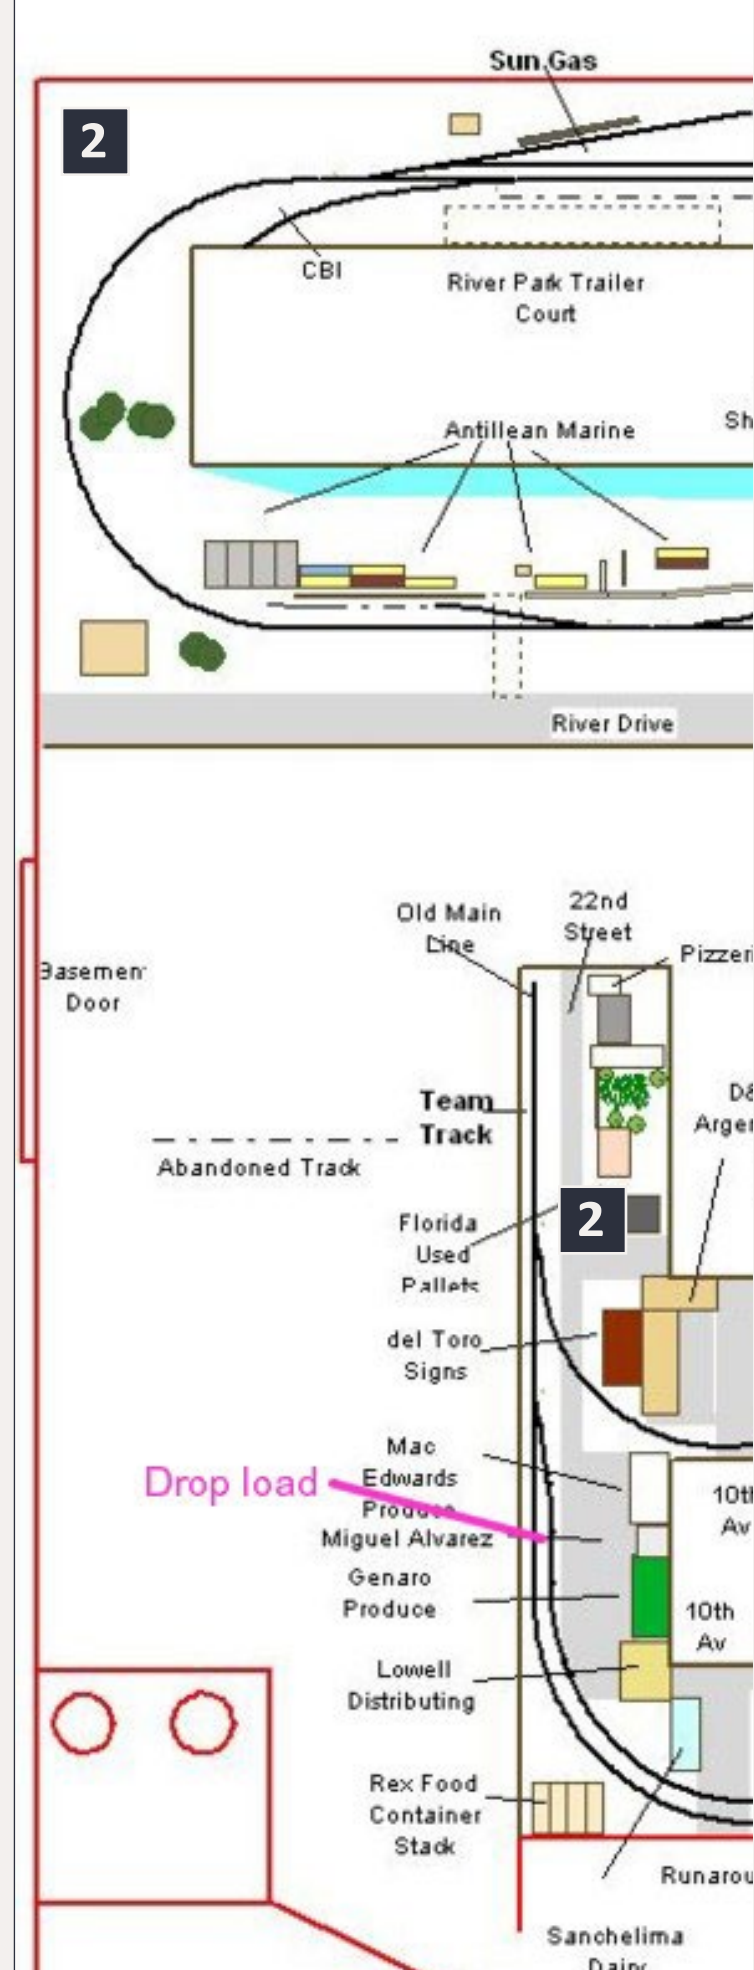 Sun Gas
2
CBI
River Park Trailer
Court
Antillean Marine
Sh
River Drive
Old Main
Line
22nd
Street
Pizzeri
Basemen
Door
Team
Track
D&
Arger
Abandoned Track
2
Florida
Used
Pallets
del Toro
Signs
Mac
Edwards
Produce
Drop load
Miguel Alvarez
10th
Av
Genaro
Produce
10th
Av
Lowell
Distributing
Rex Food
Container
Stack
Runarou
Sanchelima
Dairy